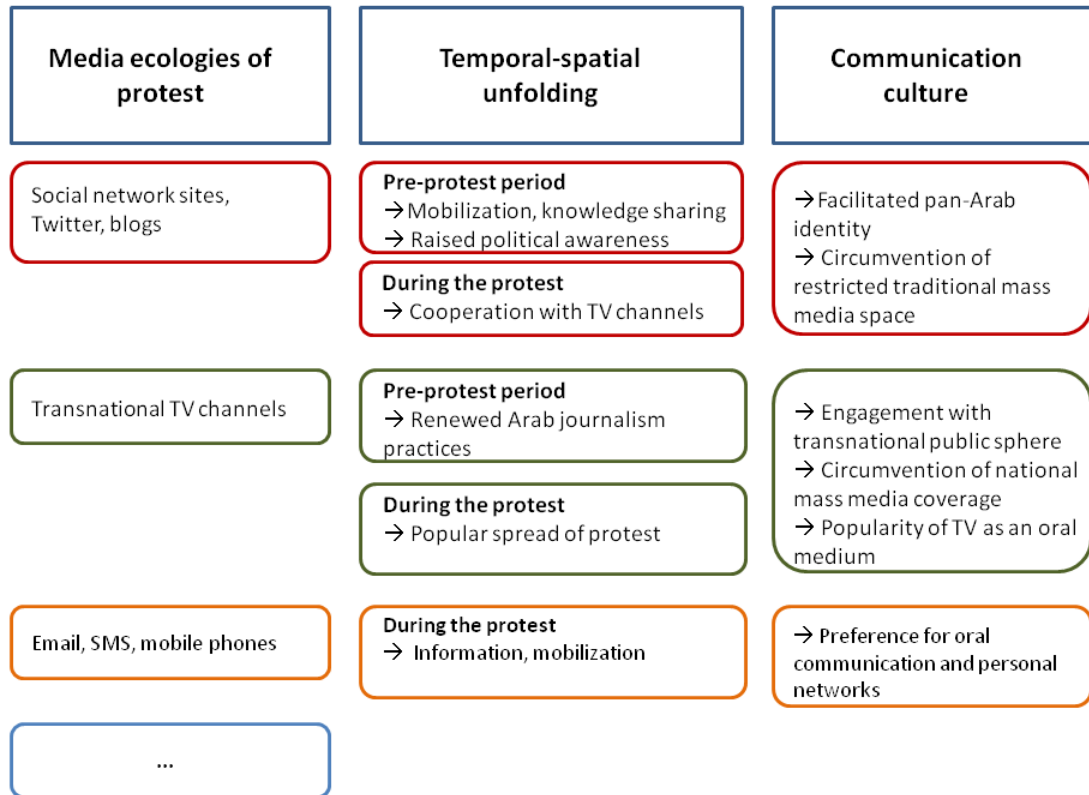 Media ecologies of
protest
Temporal-spatial
unfolding
Communication
culture
Social network sites,
Twitter, blogs
Pre-protest period
→Mobilization, knowledge sharing
→ Raised political awareness
During the protest
→ Cooperation with TV channels
→Facilitated pan-Arab
identity
→ Circumvention of
restricted traditional mass
media space
Transnational TV channels
Pre-protest period
→ Renewed Arab journalism
practices
During the protest
→ Popular spread of protest
→ Engagement with
transnational public sphere
→ Circumvention of national
mass media coverage
→ Popularity of TV as an oral
medium
Email, SMS, mobile phones
During the protest
→ Information, mobilization
→ Preference for oral
communication and personal
networks
...